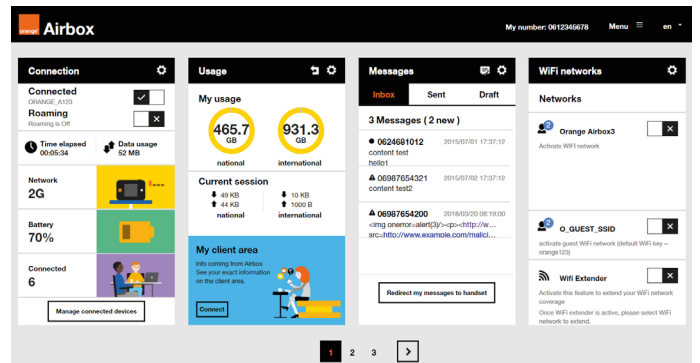 orange Airbox
My number: 0612345678 Menu en
Connection
Connected
ORANGE_A123
Roaming
Roaming is Off
Time elapsed
00:05:34
Data usage
52 MB
Network
2G
Battery
70%
Connected
6
Manage connected devices
Usage
My usage
465.7
GB
national
931.3
GB
international
Current session
49 KB
44 KB
national
10 KB
1000 B
international
My client area
Info coming from Airbox
See your exact information
on the client area.
Connect
Messages
Inbox Sent Draft
3 Messages ( 2 new )
0624681012 2015/07/01 17:37:12
content test
hello1
06987654321 2015/07/02 17:37:12
content test2
06987654200 2018/03/20 08:19:00
<img onerror=alert(3)/><p><http://w...
src=http://www.example.com/malici...
Redirect my messages to handset
WiFi networks
Networks
2
Orange Airbox3
Activate WIFI network
2
O_GUEST_SSID
activate guest WiFi network (default WiFi key =
orange123)
Wifi Extender
Activate this feature to extend your WiFi network
coverage
Once WiFi extender is active, please select WiFi
network to extend.
1 2 3 >